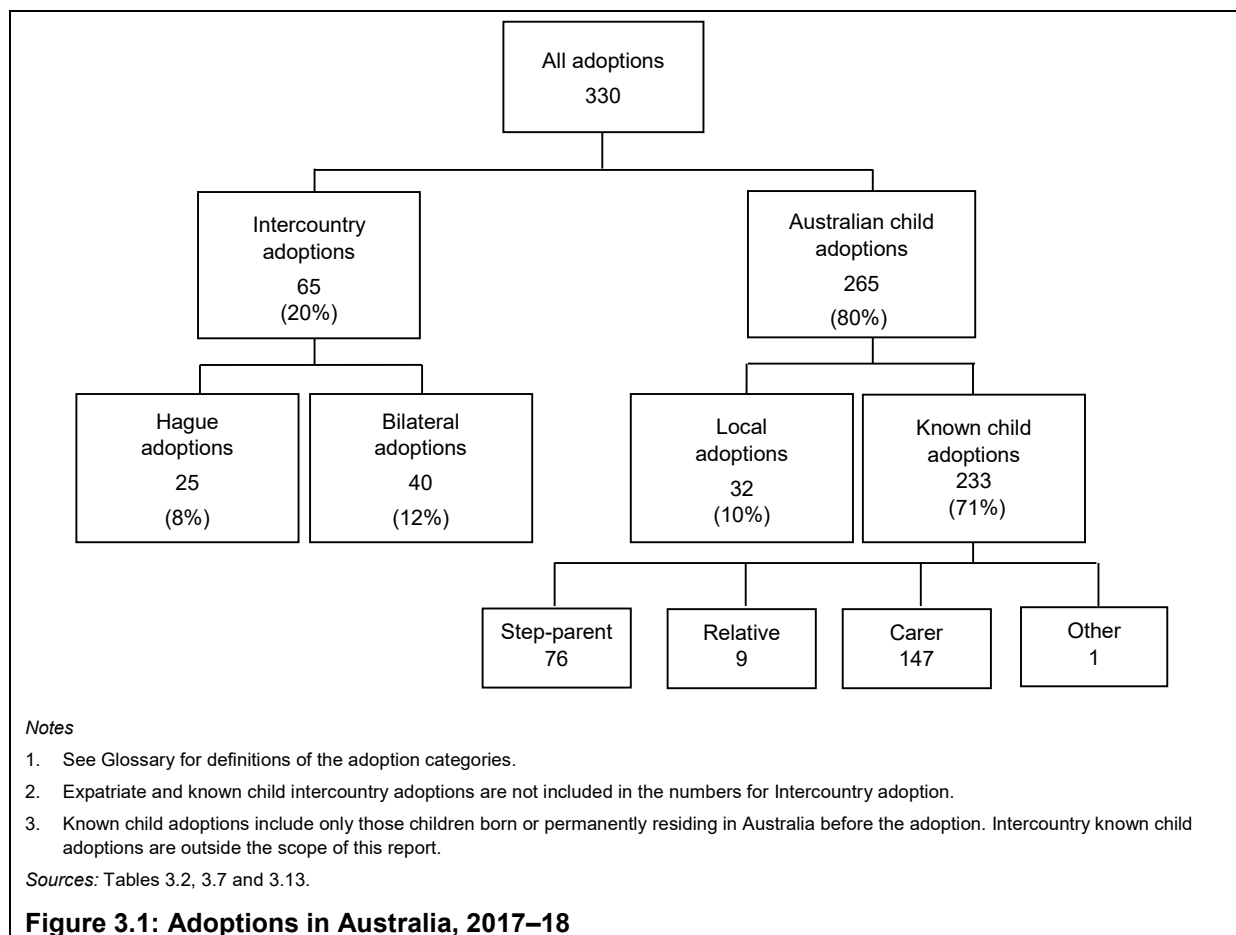 All adoptions
330
Intercountry
adoptions
65
(20%)
Australian child
adoptions
265
(80%)
Hague
adoptions
25
(8%)
Bilateral
adoptions
40
(12%)
Local
adoptions
32
(10%)
Known child
adoptions
233
(71%)
Step-parent
76
Relative
9
Carer
147
Other
1
Notes
1. See Glossary for definitions of the adoption categories.
2. Expatriate and known child intercountry adoptions are not included in the numbers for Intercountry adoption.
3. Known child adoptions include only those children born or permanently residing in Australia before the adoption. Intercountry known child
adoptions are outside the scope of this report.
Sources: Tables 3.2, 3.7 and 3.13.
Figure 3.1: Adoptions in Australia, 2017–18